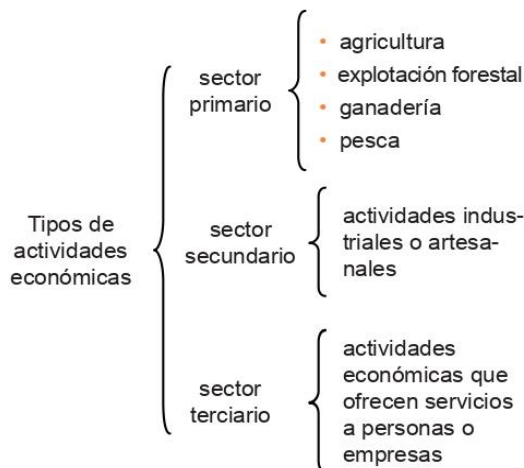 Tipos de
actividades
económicas
sector
primario
• agricultura
• explotación forestal
• ganadería
• pesca
sector
secundario
actividades indus-
triales o artesa-
nales
sector
terciario
actividades
económicas que
ofrecen servicios
a personas o
empresas